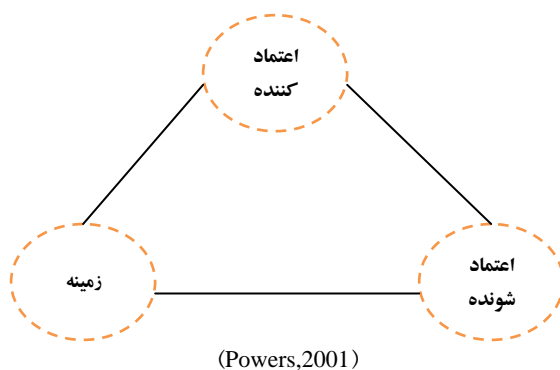 اعتماد
کننده
زمینه
اعتماد
شونده
(Powers,2001)